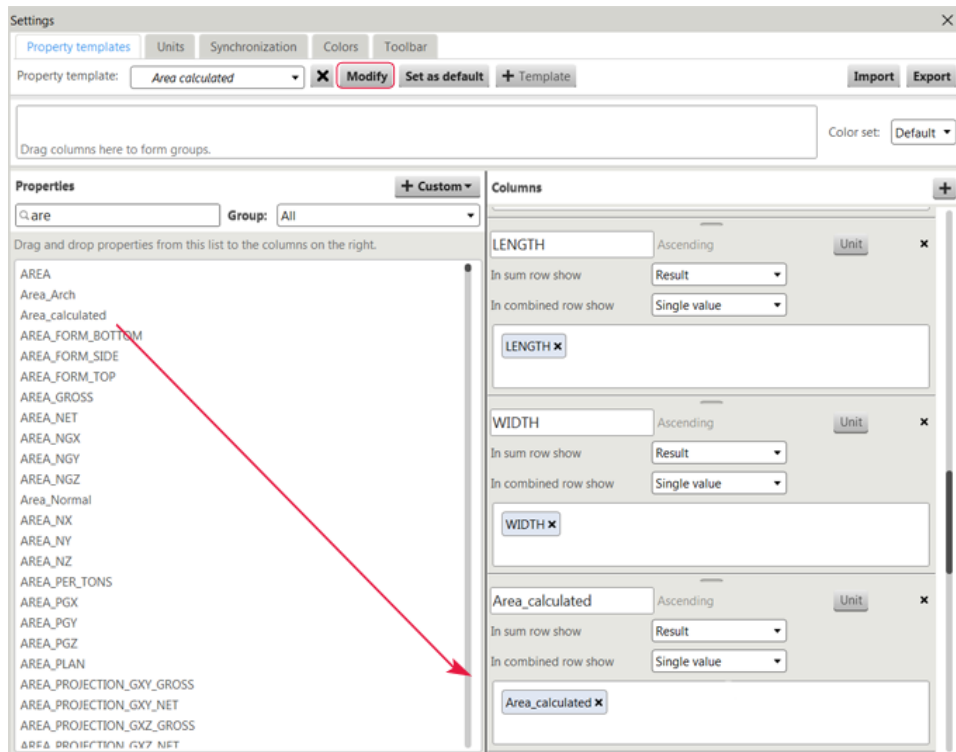 Settings
Property templates Units Synchronization Colors Toolbar
Property template: Area calculated Modify Set as default + Template Import Export
Drag columns here to form groups. Color set: Default
Properties + Custom
are Group: All
Drag and drop properties from this list to the columns on the right.
AREA
Area_Arch
Area_calculated
AREA_FORM_BOTTOM
AREA_FORM_SIDE
AREA_FORM_TOP
AREA_GROSS
AREA_NET
AREA_NGX
AREA_NGY
AREA_NGZ
Area_Normal
AREA_NX
AREA_NY
AREA_NZ
AREA_PER_TONS
AREA_PGX
AREA_PGY
AREA_PGZ
AREA_PLAN
AREA_PROJECTION_GXY_GROSS
AREA_PROJECTION_GXY_NET
AREA_PROJECTION_GXZ_GROSS
AREA_PROJECTION_GXZ_NET
Columns +
LENGTH Ascending Unit
In sum row show Result
In combined row show Single value
LENGTH
WIDTH Ascending Unit
In sum row show Result
In combined row show Single value
WIDTH
Area_calculated Ascending Unit
In sum row show Result
In combined row show Single value
Area_calculated